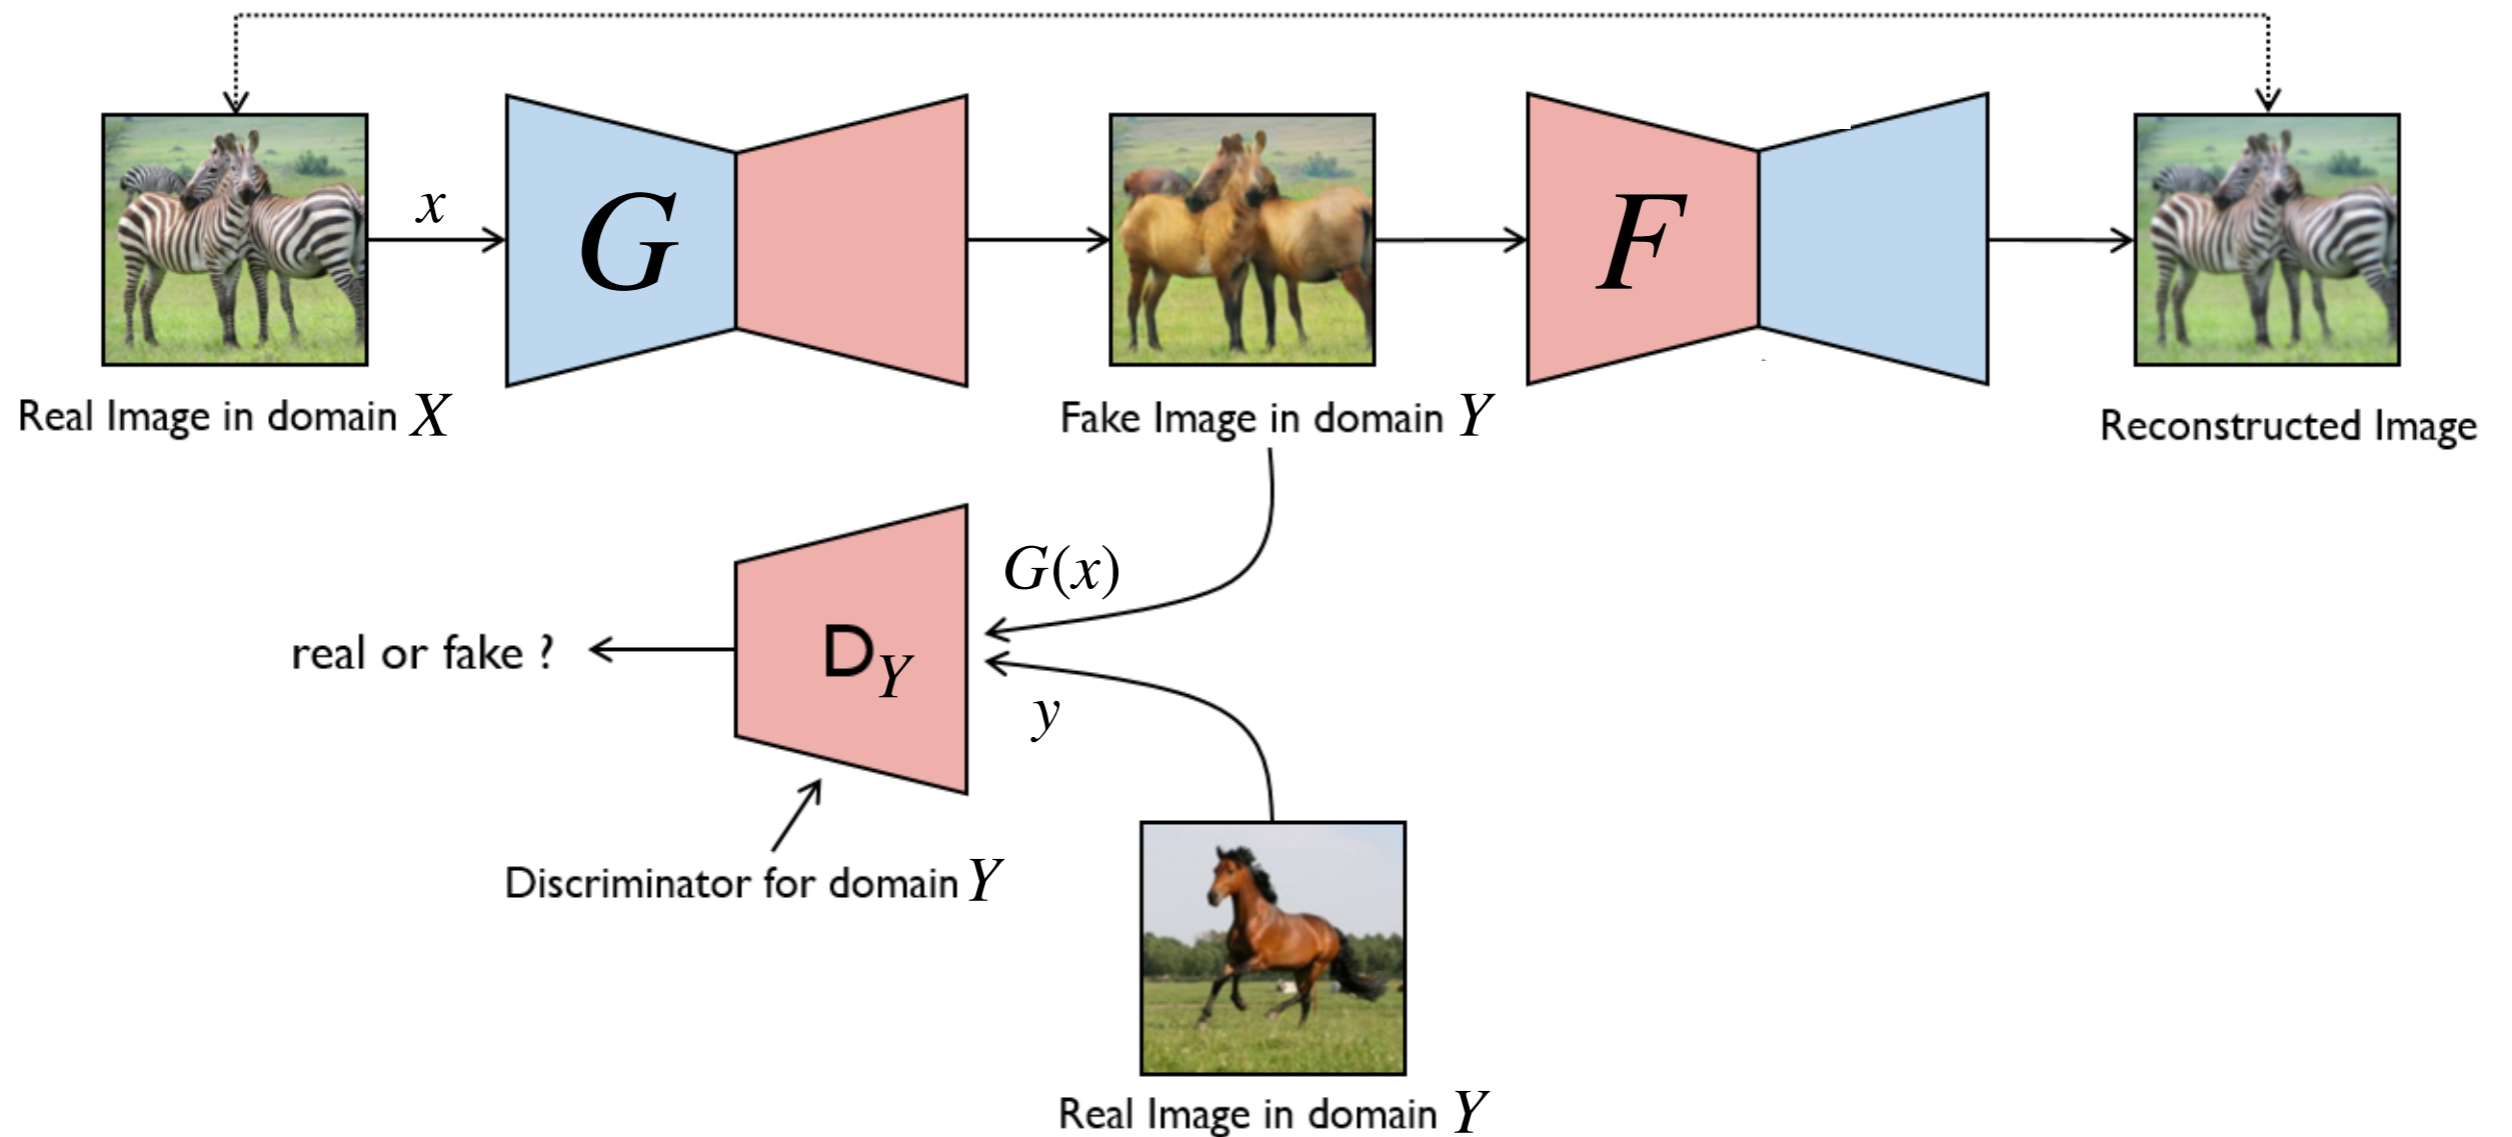 x
G
F
Real Image in domain X
Fake Image in domain Y
Reconstructed Image
G(x)
real or fake ?
D_Y
y
Discriminator for domain Y
Real Image in domain Y